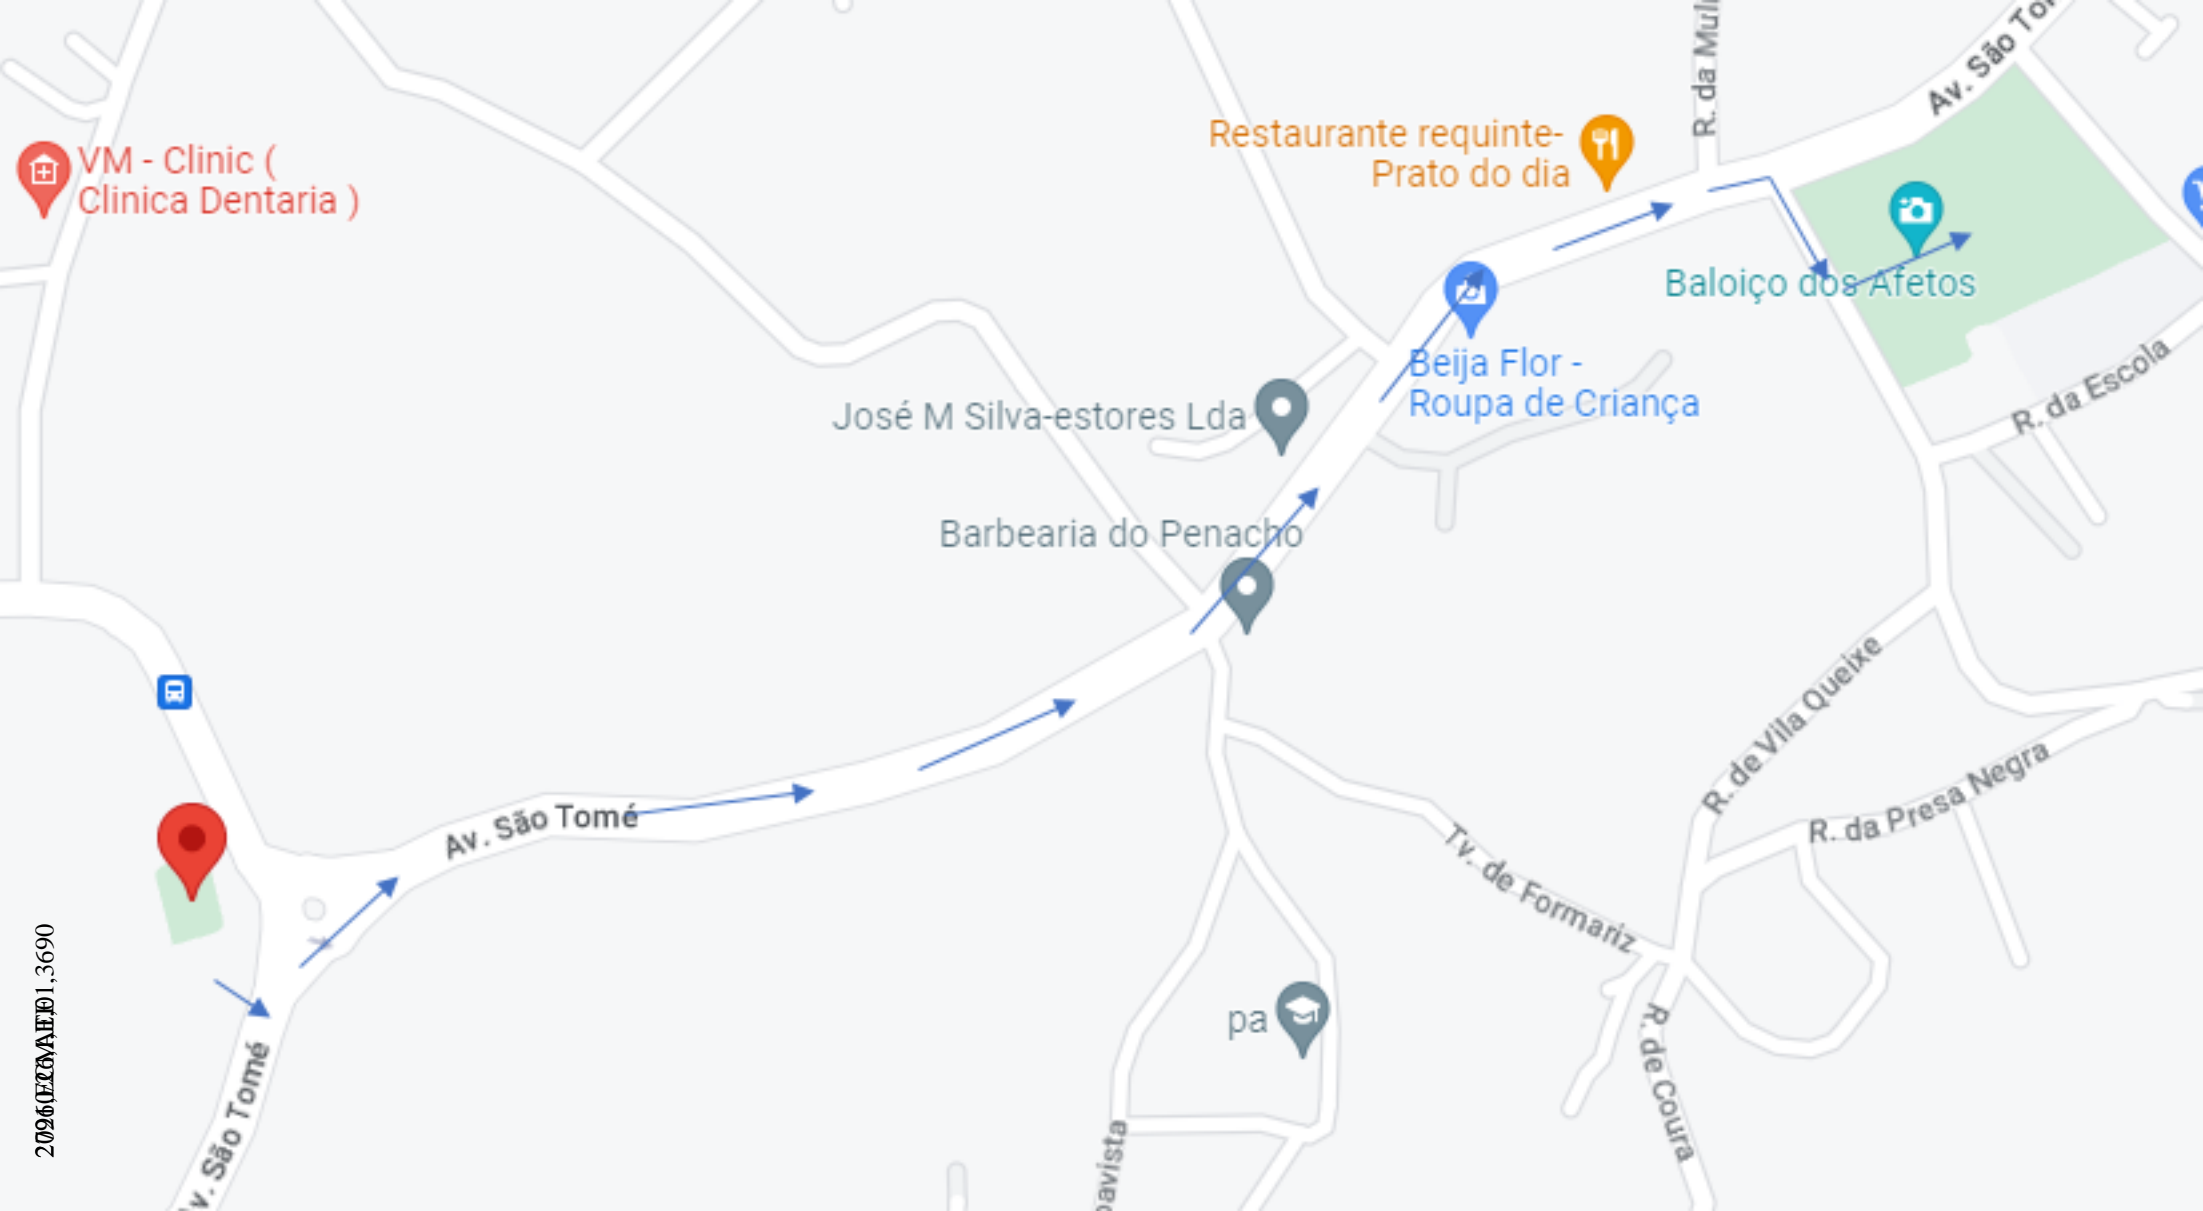 R. da Mul
Av. São To
Restaurante requinte-
Prato do dia
VM - Clinic (
Clinica Dentaria )
Baloiço dos Afetos
Beija Flor -
Roupa de Criança
R. da Escola
José M Silva-estores Lda
Barbearia do Penacho
R. de Vila Queixe
R. da Presa Negra
Av. São Tomé
Tv. de Formariz
pa
R. de Coura
Av. São Tomé
oavista